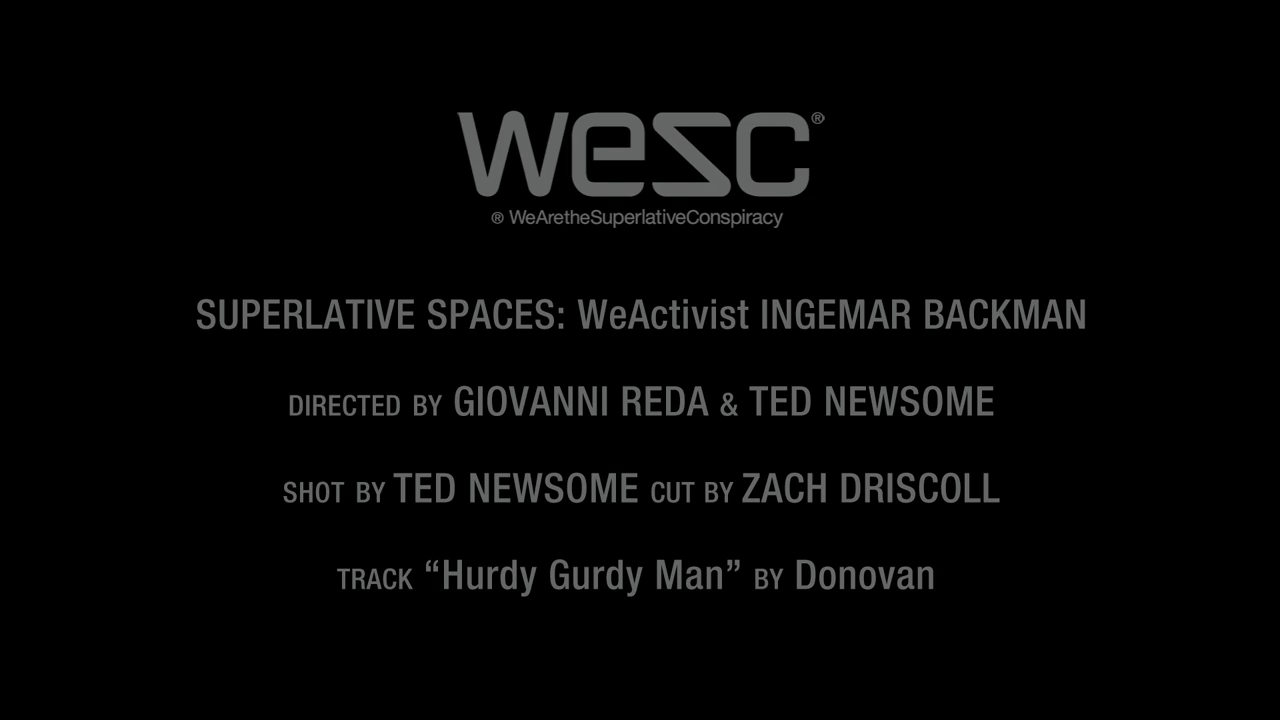 wesc®
® WeAretheSuperlativeConspiracy
SUPERLATIVE SPACES: WeActivist INGEMAR BACKMAN
DIRECTED BY GIOVANNI REDA & TED NEWSOME
SHOT BY TED NEWSOME CUT BY ZACH DRISCOLL
TRACK “Hurdy Gurdy Man” BY Donovan